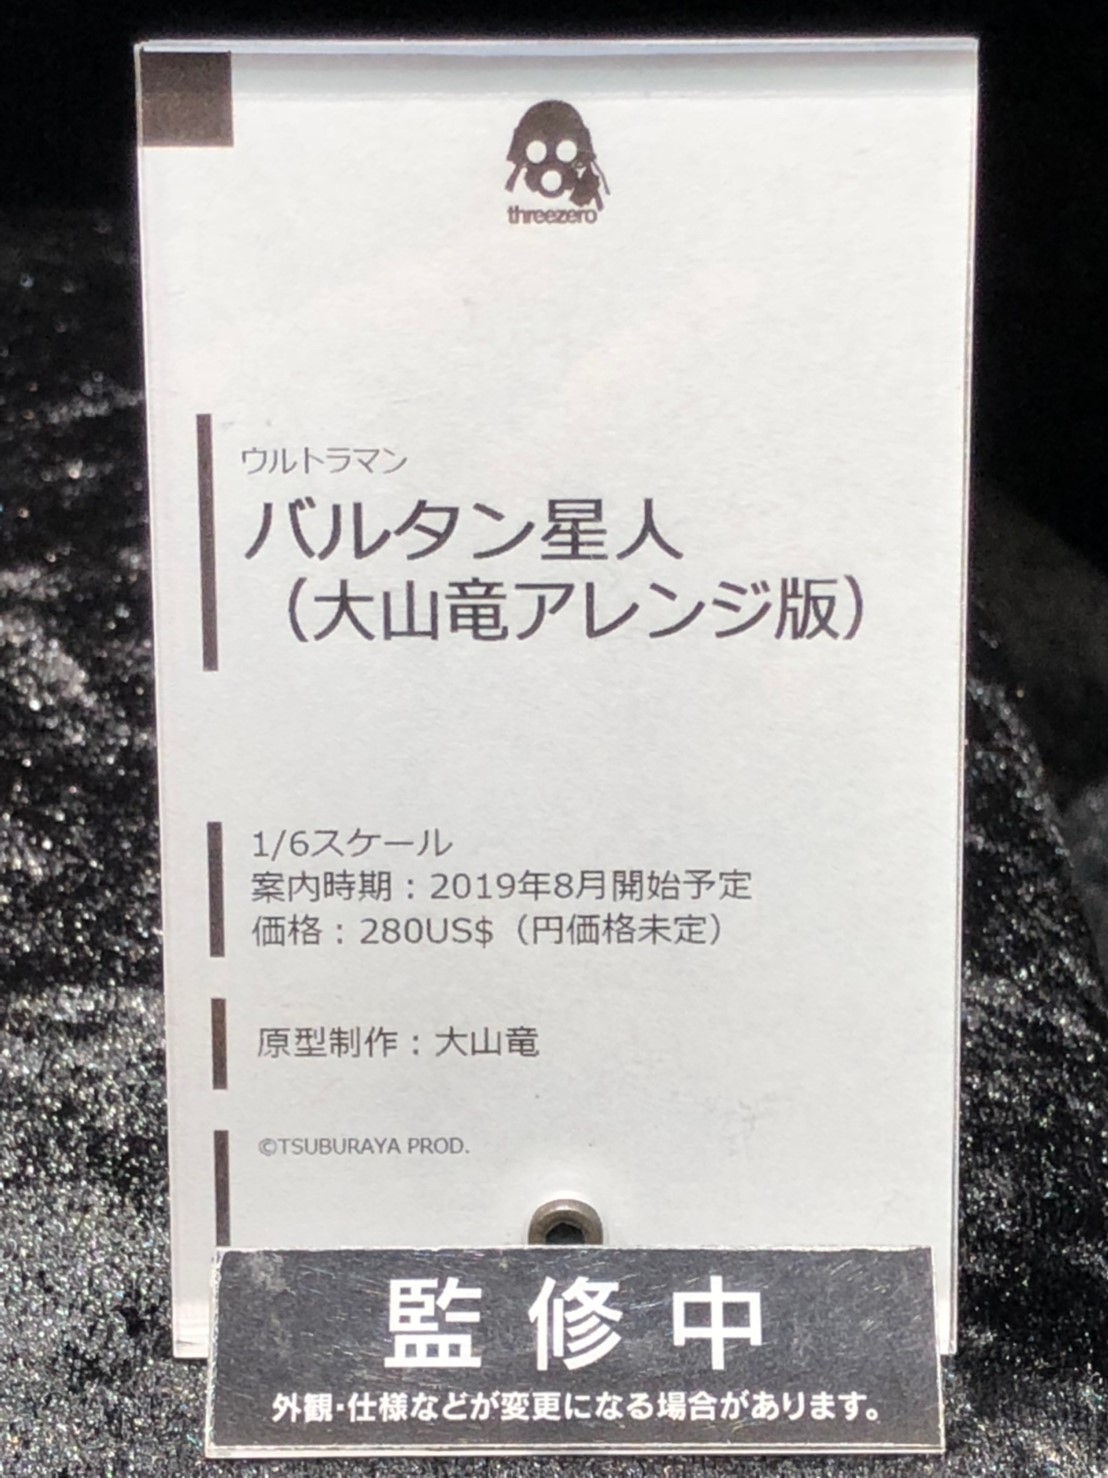 threezero
ウルトラマン
バルタン星人
（大山竜アレンジ版）
1/6スケール
案内時期：2019年8月開始予定
価格：280US$（円価格未定）
原型制作：大山竜
©TSUBURAYA PROD.
監修中
外観・仕様などが変更になる場合があります。